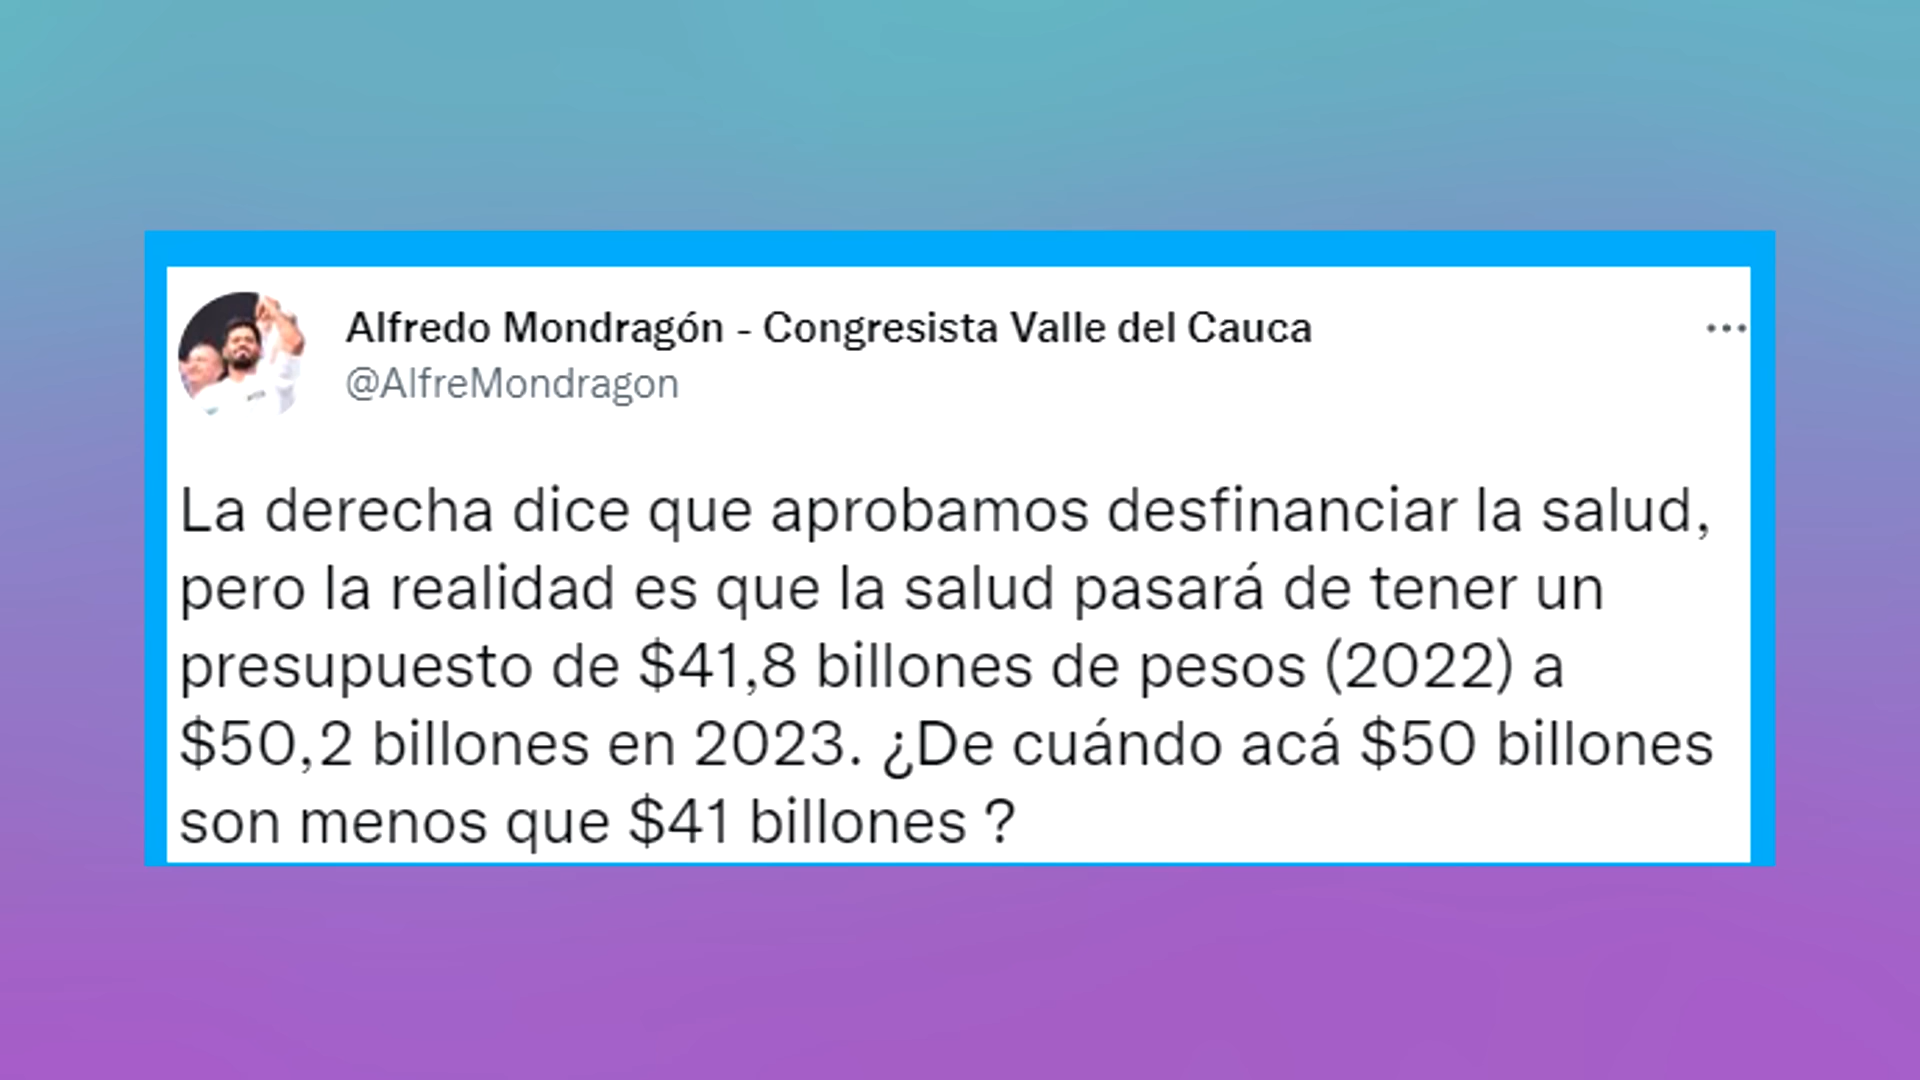 Alfredo Mondragón - Congresista Valle del Cauca
@AlfreMondragon
La derecha dice que aprobamos desfinanciar la salud,
pero la realidad es que la salud pasará de tener un
presupuesto de $41,8 billones de pesos (2022) a
$50,2 billones en 2023. ¿De cuándo acá $50 billones
son menos que $41 billones ?